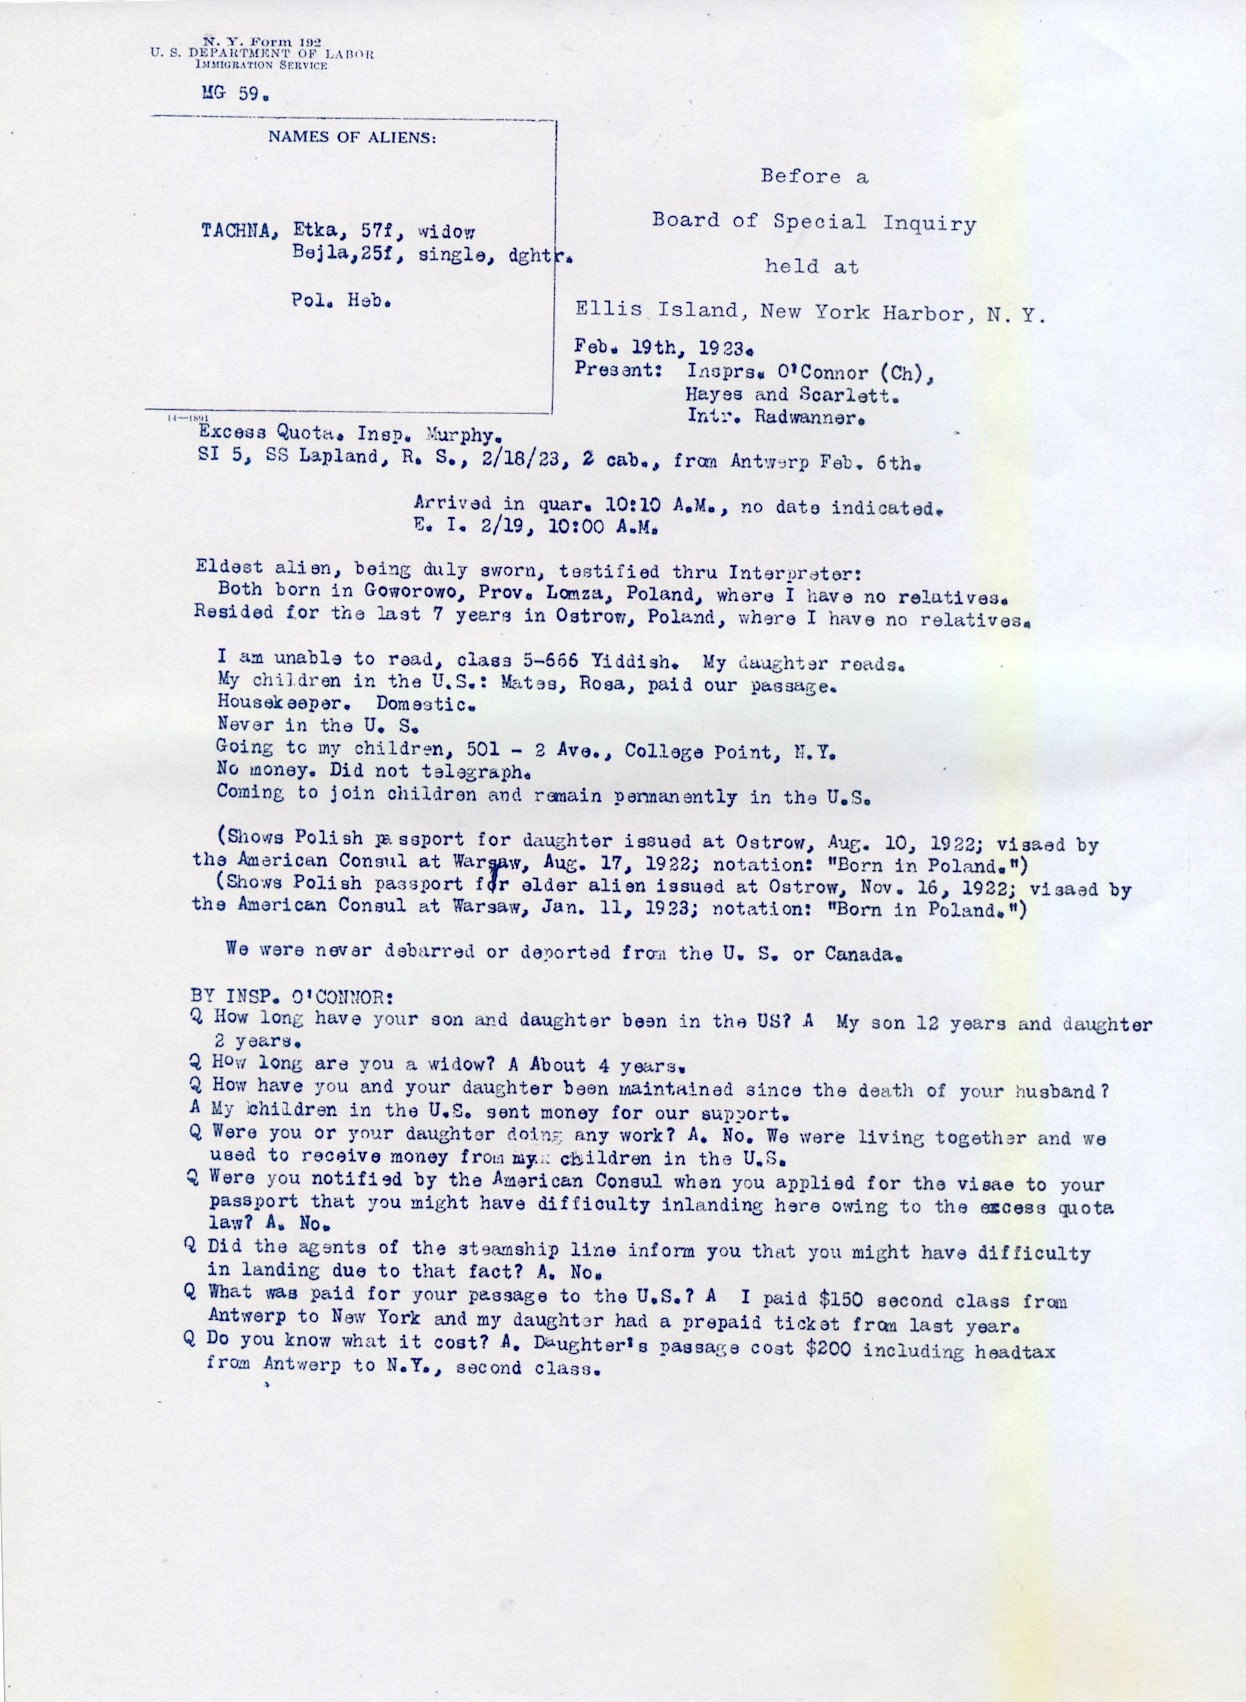 N. Y. Form 192
U. S. DEPARTMENT OF LABOR
IMMIGRATION SERVICE
MG 59.
NAMES OF ALIENS:
TACHNA, Etka, 57f, widow
Bejla,25f, single, dghtr.
Pol. Heb.
14—1891
Before a
Board of Special Inquiry
held at
Ellis Island, New York Harbor, N. Y.
Feb. 19th, 1923.
Present: Insprs. O'Connor (Ch),
Hayes and Scarlett.
Intr. Radwanner.
Excess Quota. Insp. Murphy.
SI 5, SS Lapland, R. S., 2/18/23, 2 cab., from Antwerp Feb. 6th.
Arrived in quar. 10:10 A.M., no date indicated.
E. I. 2/19, 10:00 A.M.
Eldest alien, being duly sworn, testified thru Interpreter:
Both born in Goworowo, Prov. Lomza, Poland, where I have no relatives.
Resided for the last 7 years in Ostrow, Poland, where I have no relatives.
I am unable to read, class 5-666 Yiddish. My daughter reads.
My children in the U.S.: Mates, Rosa, paid our passage.
Housekeeper. Domestic.
Never in the U. S.
Going to my children, 501 - 2 Ave., College Point, N.Y.
No money. Did not telegraph.
Coming to join children and remain permanently in the U.S.
(Shows Polish passport for daughter issued at Ostrow, Aug. 10, 1922; visaed by
the American Consul at Warsaw, Aug. 17, 1922; notation: "Born in Poland.")
(Shows Polish passport for elder alien issued at Ostrow, Nov. 16, 1922; visaed by
the American Consul at Warsaw, Jan. 11, 1923; notation: "Born in Poland.")
We were never debarred or deported from the U. S. or Canada.
BY INSP. O'CONNOR:
Q How long have your son and daughter been in the US? A My son 12 years and daughter
2 years.
Q How long are you a widow? A About 4 years.
Q How have you and your daughter been maintained since the death of your husband?
A My children in the U.S. sent money for our support.
Q Were you or your daughter doing any work? A. No. We were living together and we
used to receive money from my children in the U.S.
Q Were you notified by the American Consul when you applied for the visae to your
passport that you might have difficulty inlanding here owing to the excess quota
law? A. No.
Q Did the agents of the steamship line inform you that you might have difficulty
in landing due to that fact? A. No.
Q What was paid for your passage to the U.S.? A I paid $150 second class from
Antwerp to New York and my daughter had a prepaid ticket from last year.
Q Do you know what it cost? A. Daughter's passage cost $200 including headtax
from Antwerp to N.Y., second class.